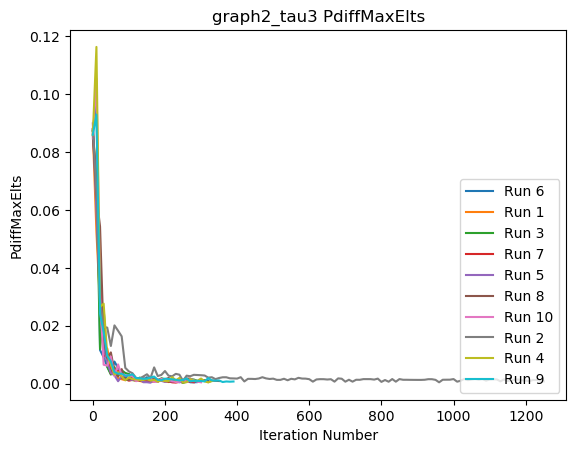 graph2_tau3 PdiffMaxElts
PdiffMaxElts
0.12
0.10
0.08
0.06
0.04
0.02
0.00
0 200 400 600 800 1000 1200
Iteration Number
Run 6
Run 1
Run 3
Run 7
Run 5
Run 8
Run 10
Run 2
Run 4
Run 9